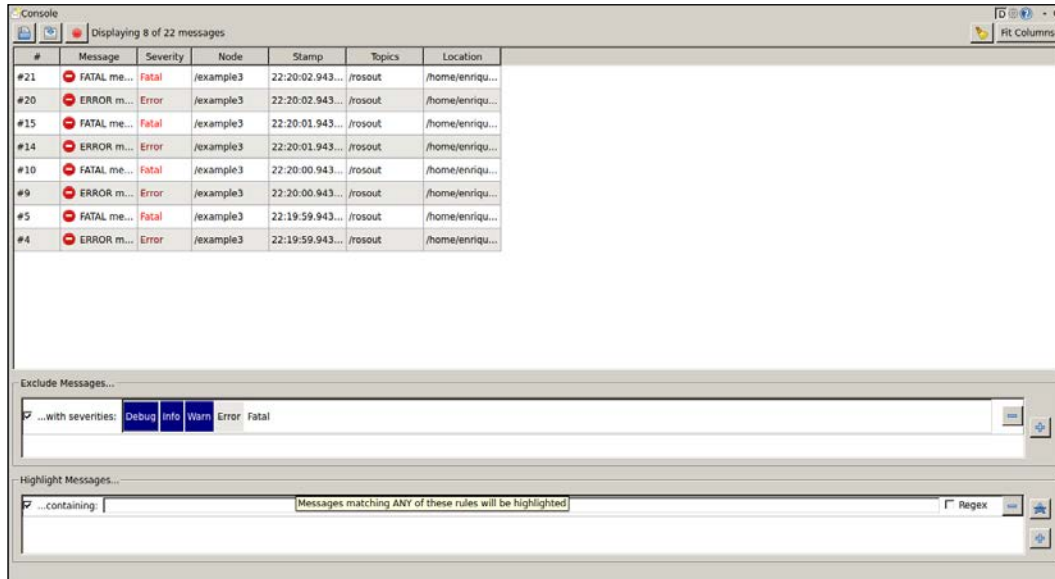 Console
D
Displaying 8 of 22 messages
Fit Columns
# Message Severity Node Stamp Topics Location
#21 FATAL me... Fatal /example3 22:20:02.943... /rosout /home/enriqu...
#20 ERROR m... Error /example3 22:20:02.943... /rosout /home/enriqu...
#15 FATAL me... Fatal /example3 22:20:01.943... /rosout /home/enriqu...
#14 ERROR m... Error /example3 22:20:01.943... /rosout /home/enriqu...
#10 FATAL me... Fatal /example3 22:20:00.943... /rosout /home/enriqu...
#9 ERROR m... Error /example3 22:20:00.943... /rosout /home/enriqu...
#5 FATAL me... Fatal /example3 22:19:59.943... /rosout /home/enriqu...
#4 ERROR m... Error /example3 22:19:59.943... /rosout /home/enriqu...
Exclude Messages...
...with severities: Debug Info Warn Error Fatal
Highlight Messages...
...containing: Messages matching ANY of these rules will be highlighted Regex